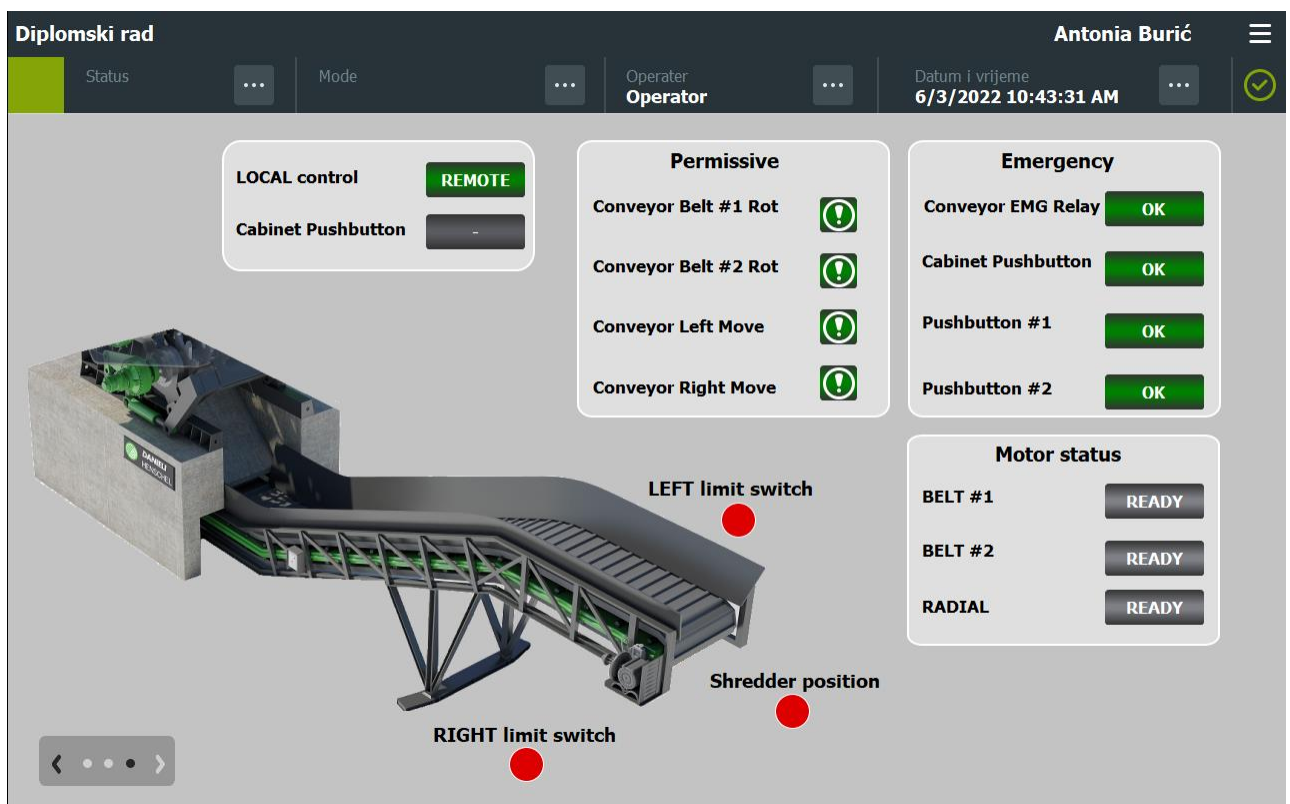 Diplomski rad
Antonia Burić
Status
...
Mode
...
Operater
Operator
...
Datum i vrijeme
6/3/2022 10:43:31 AM
...
LOCAL control
REMOTE
Cabinet Pushbutton
-
Permissive
Conveyor Belt #1 Rot
Conveyor Belt #2 Rot
Conveyor Left Move
Conveyor Right Move
Emergency
Conveyor EMG Relay
OK
Cabinet Pushbutton
OK
Pushbutton #1
OK
Pushbutton #2
OK
Motor status
BELT #1
READY
BELT #2
READY
RADIAL
READY
DANIELI
HENSCHEL
LEFT limit switch
Shredder position
RIGHT limit switch